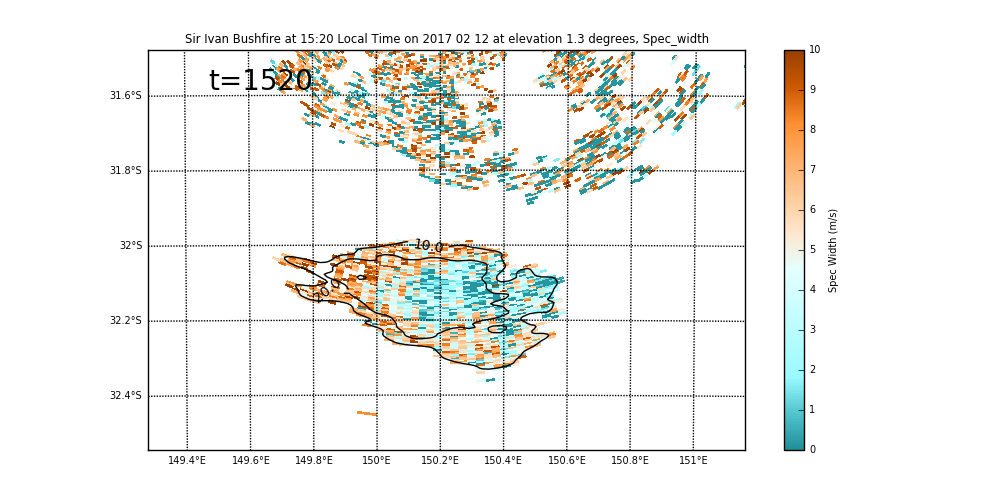 Sir Ivan Bushfire at 15:20 Local Time on 2017 02 12 at elevation 1.3 degrees, Spec_width
t=1520
31.6°S
31.8°S
32°S
32.2°S
32.4°S
10.0
149.4°E 149.6°E 149.8°E 150°E 150.2°E 150.4°E 150.6°E 150.8°E 151°E
10
9
8
7
6
5
4
3
2
1
0
Spec Width (m/s)